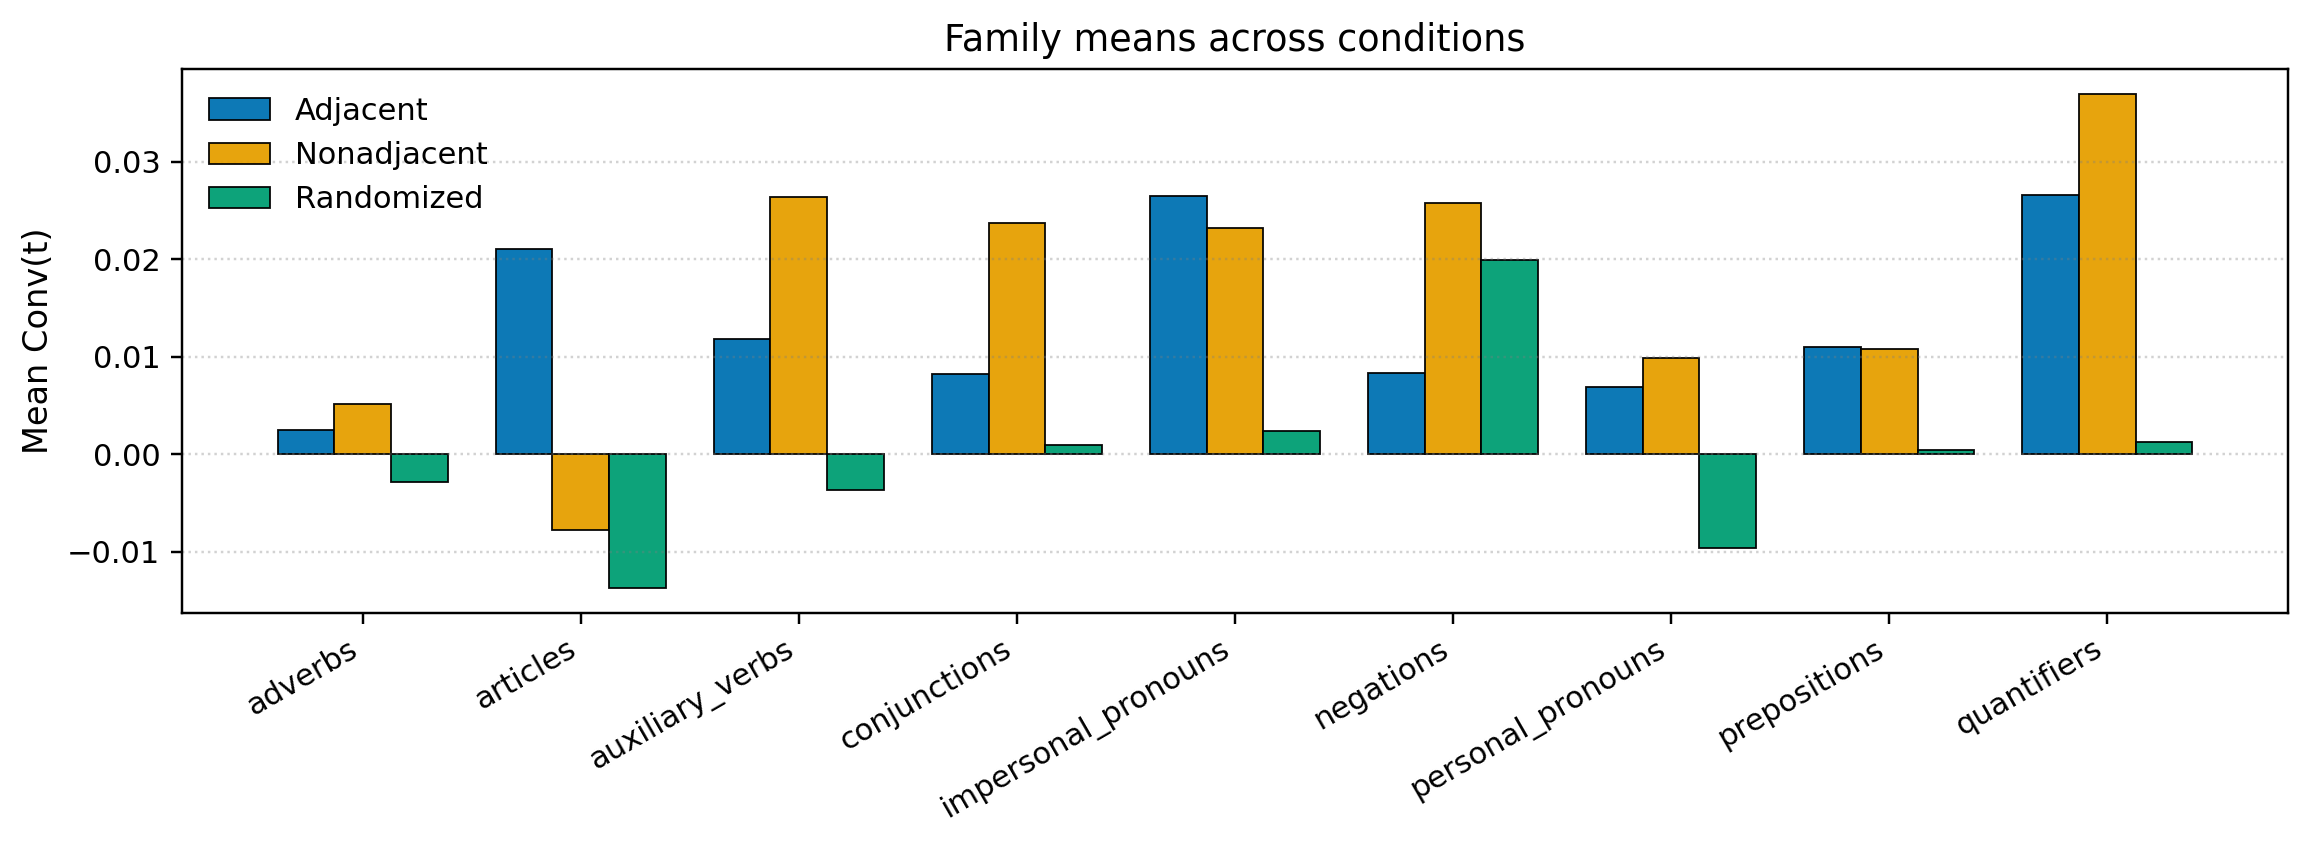 Family means across conditions
Adjacent
Nonadjacent
Randomized
Mean Conv(t)
0.03
0.02
0.01
0.00
−0.01
adverbs
articles
auxiliary_verbs
conjunctions
impersonal_pronouns
negations
personal_pronouns
prepositions
quantifiers